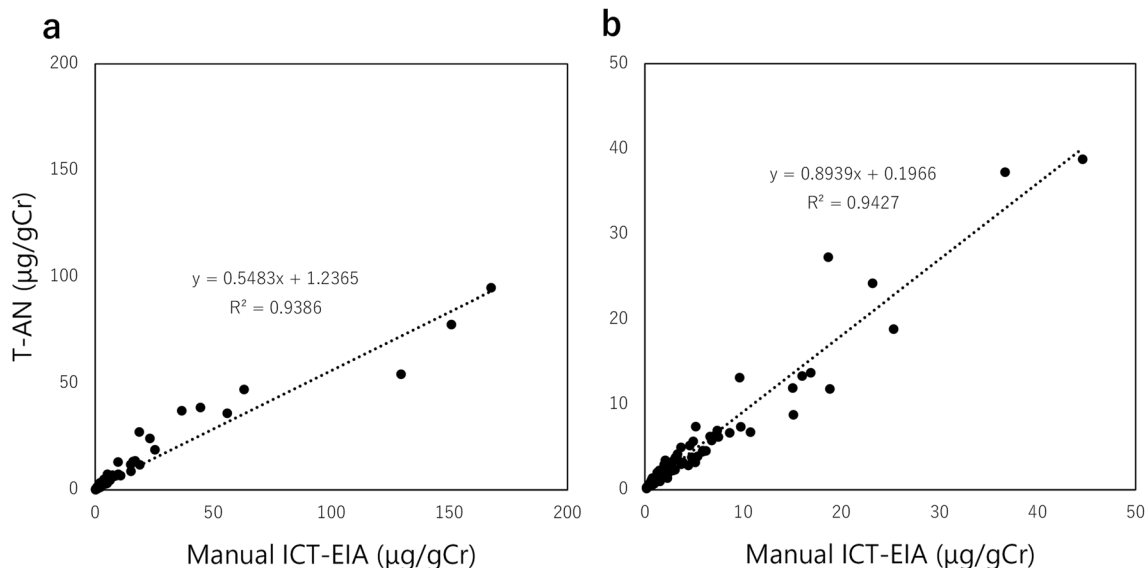 a
200
150
100
50
0
T-AN (μg/gCr)
y = 0.5483x + 1.2365
R² = 0.9386
0 50 100 150 200
Manual ICT-EIA (μg/gCr)
b
50
40
30
20
10
0
y = 0.8939x + 0.1966
R² = 0.9427
0 10 20 30 40 50
Manual ICT-EIA (μg/gCr)